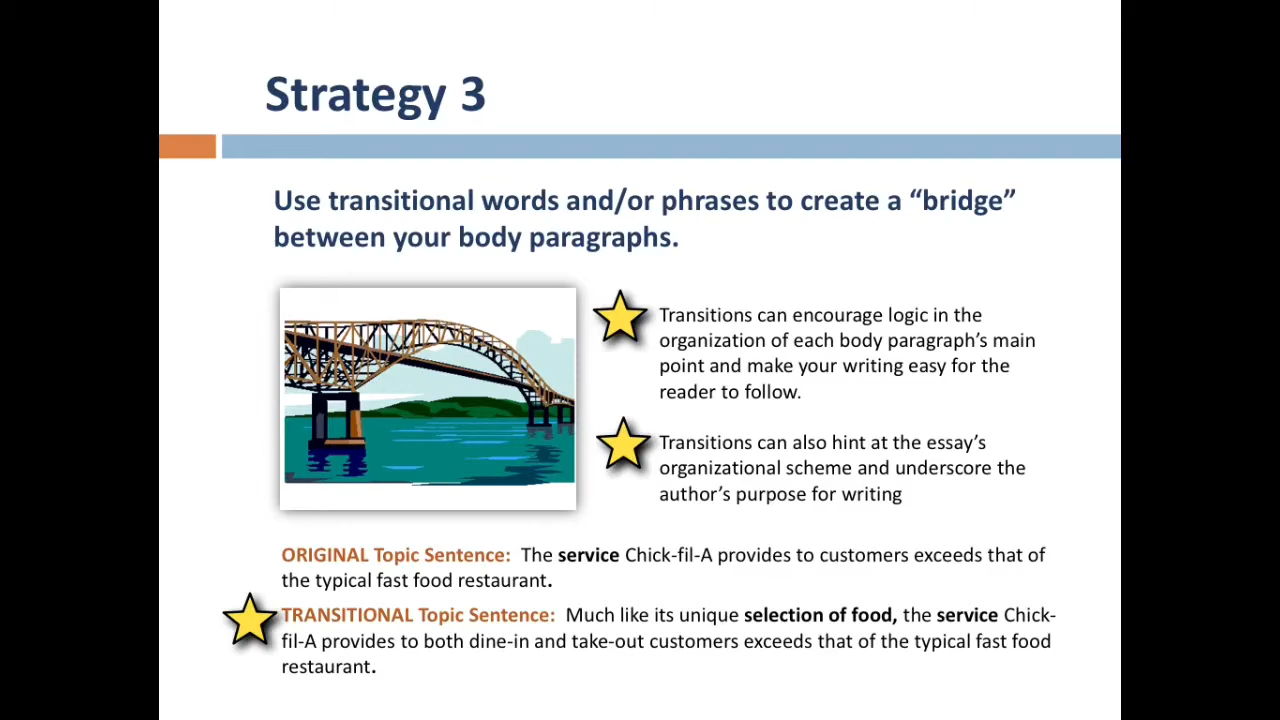 Strategy 3
Use transitional words and/or phrases to create a “bridge”
between your body paragraphs.
Transitions can encourage logic in the
organization of each body paragraph’s main
point and make your writing easy for the
reader to follow.
Transitions can also hint at the essay’s
organizational scheme and underscore the
author’s purpose for writing
ORIGINAL Topic Sentence: The service Chick-fil-A provides to customers exceeds that of
the typical fast food restaurant.
TRANSITIONAL Topic Sentence: Much like its unique selection of food, the service Chick-
fil-A provides to both dine-in and take-out customers exceeds that of the typical fast food
restaurant.